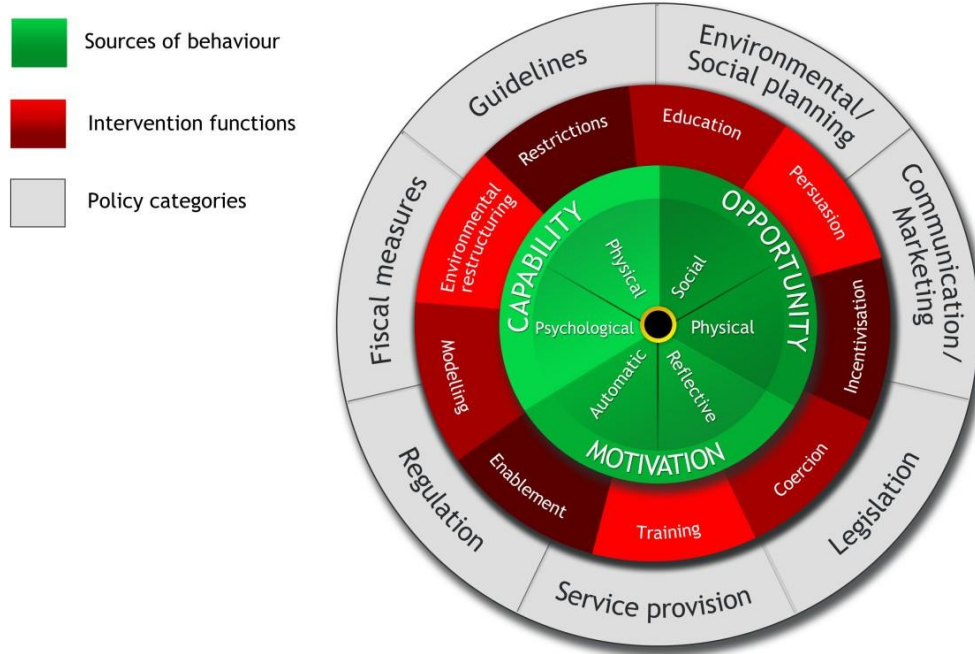 Sources of behaviour
Intervention functions
Policy categories
Guidelines
Environmental/
Social planning
Communication/
Marketing
Legislation
Service provision
Regulation
Fiscal measures
Restrictions
Education
Persuasion
Incentivisation
Coercion
Training
Enablement
Modelling
Environmental
restructuring
CAPABILITY
OPPORTUNITY
MOTIVATION
Physical
Social
Psychological
Physical
Automatic
Reflective